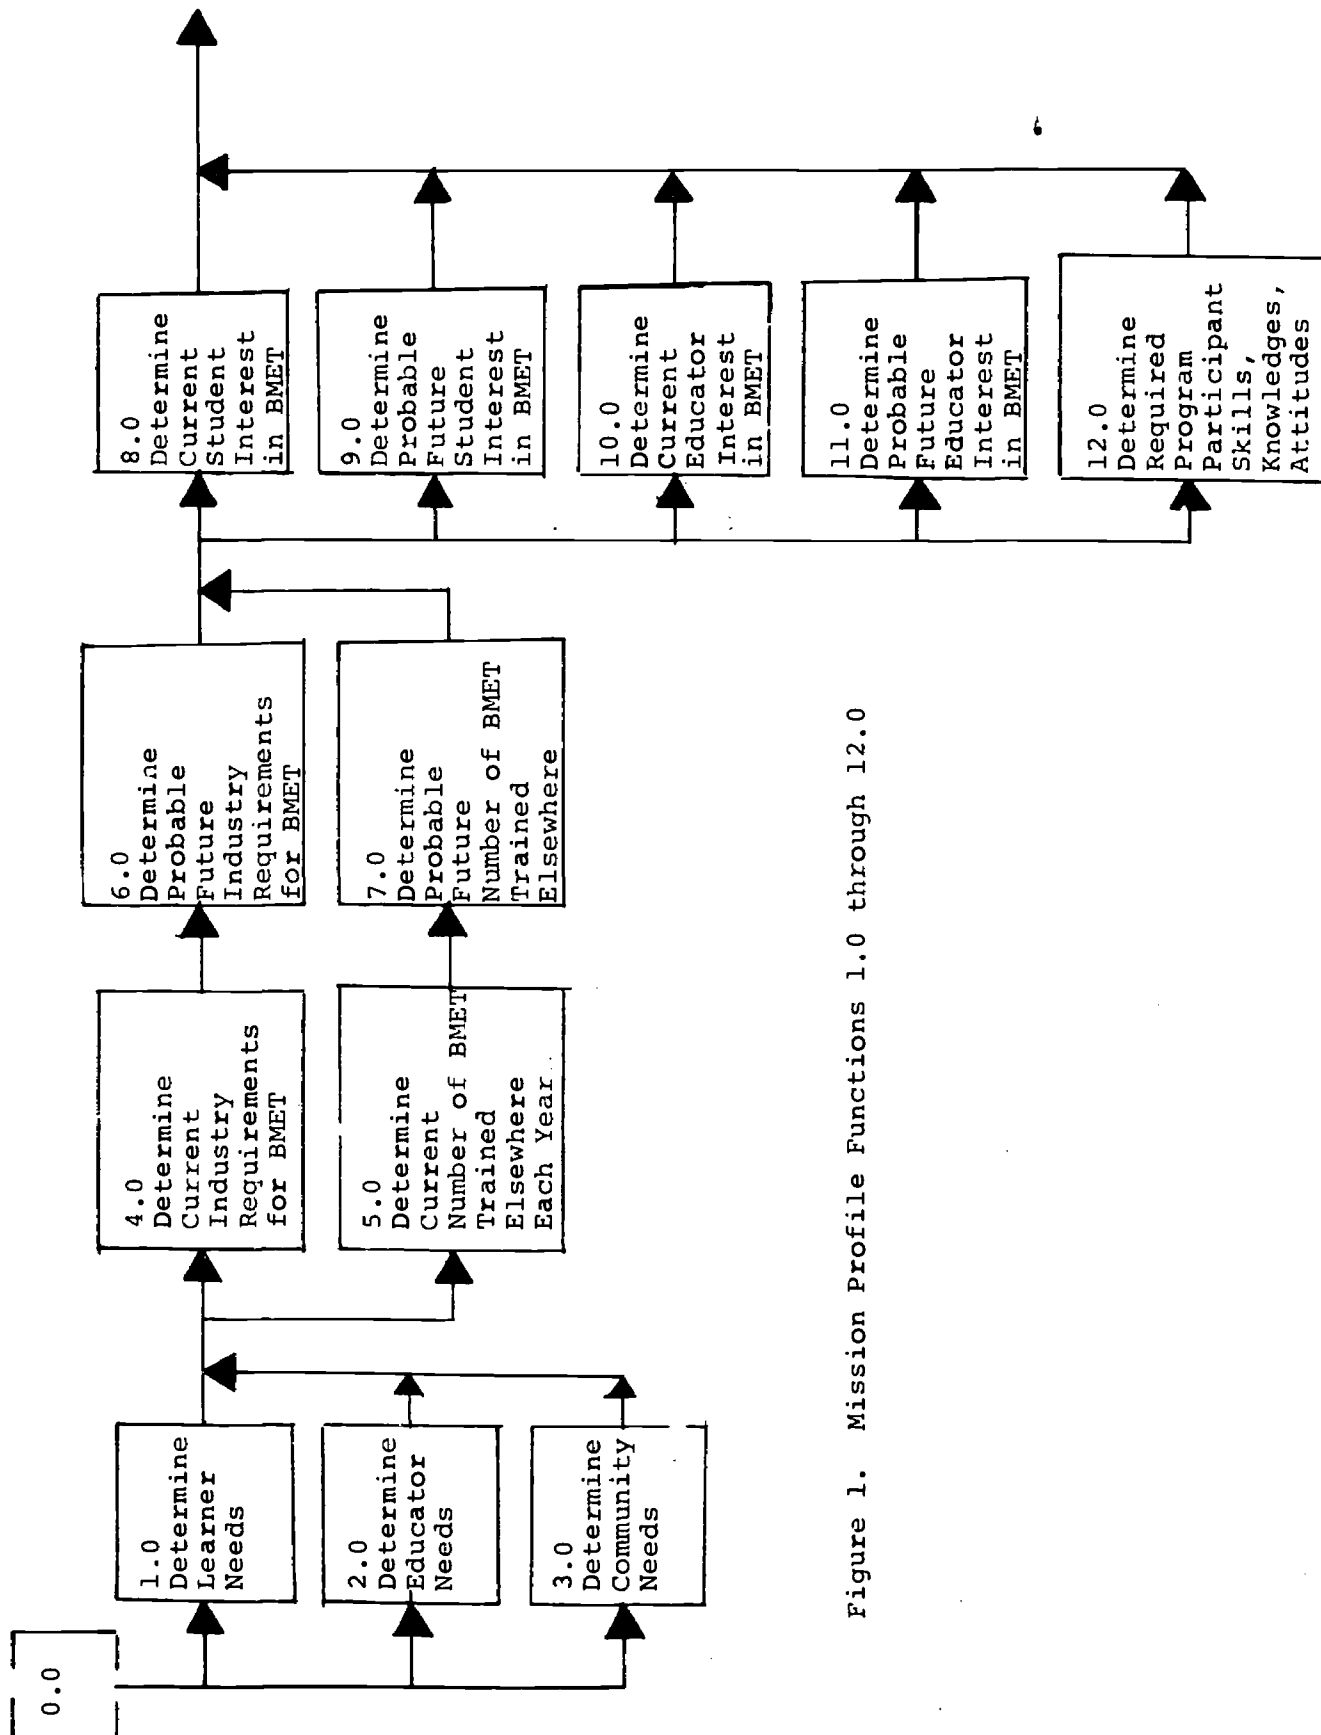 0.0
1.0
Determine
Learner
Needs
2.0
Determine
Educator
Needs
3.0
Determine
Community
Needs
4.0
Determine
Current
Industry
Requirements
for BMET
5.0
Determine
Current
Number of BMET
Trained
Elsewhere
Each Year
6.0
Determine
Probable
Future
Industry
Requirements
for BMET
7.0
Determine
Probable
Future
Number of BMET
Trained
Elsewhere
8.0
Determine
Current
Student
Interest
in BMET
9.0
Determine
Probable
Future
Student
Interest
in BMET
10.0
Determine
Current
Educator
Interest
in BMET
11.0
Determine
Probable
Future
Educator
Interest
in BMET
12.0
Determine
Required
Program
Participant
Skills,
Knowledges,
Attitudes
Figure 1. Mission Profile Functions 1.0 through 12.0